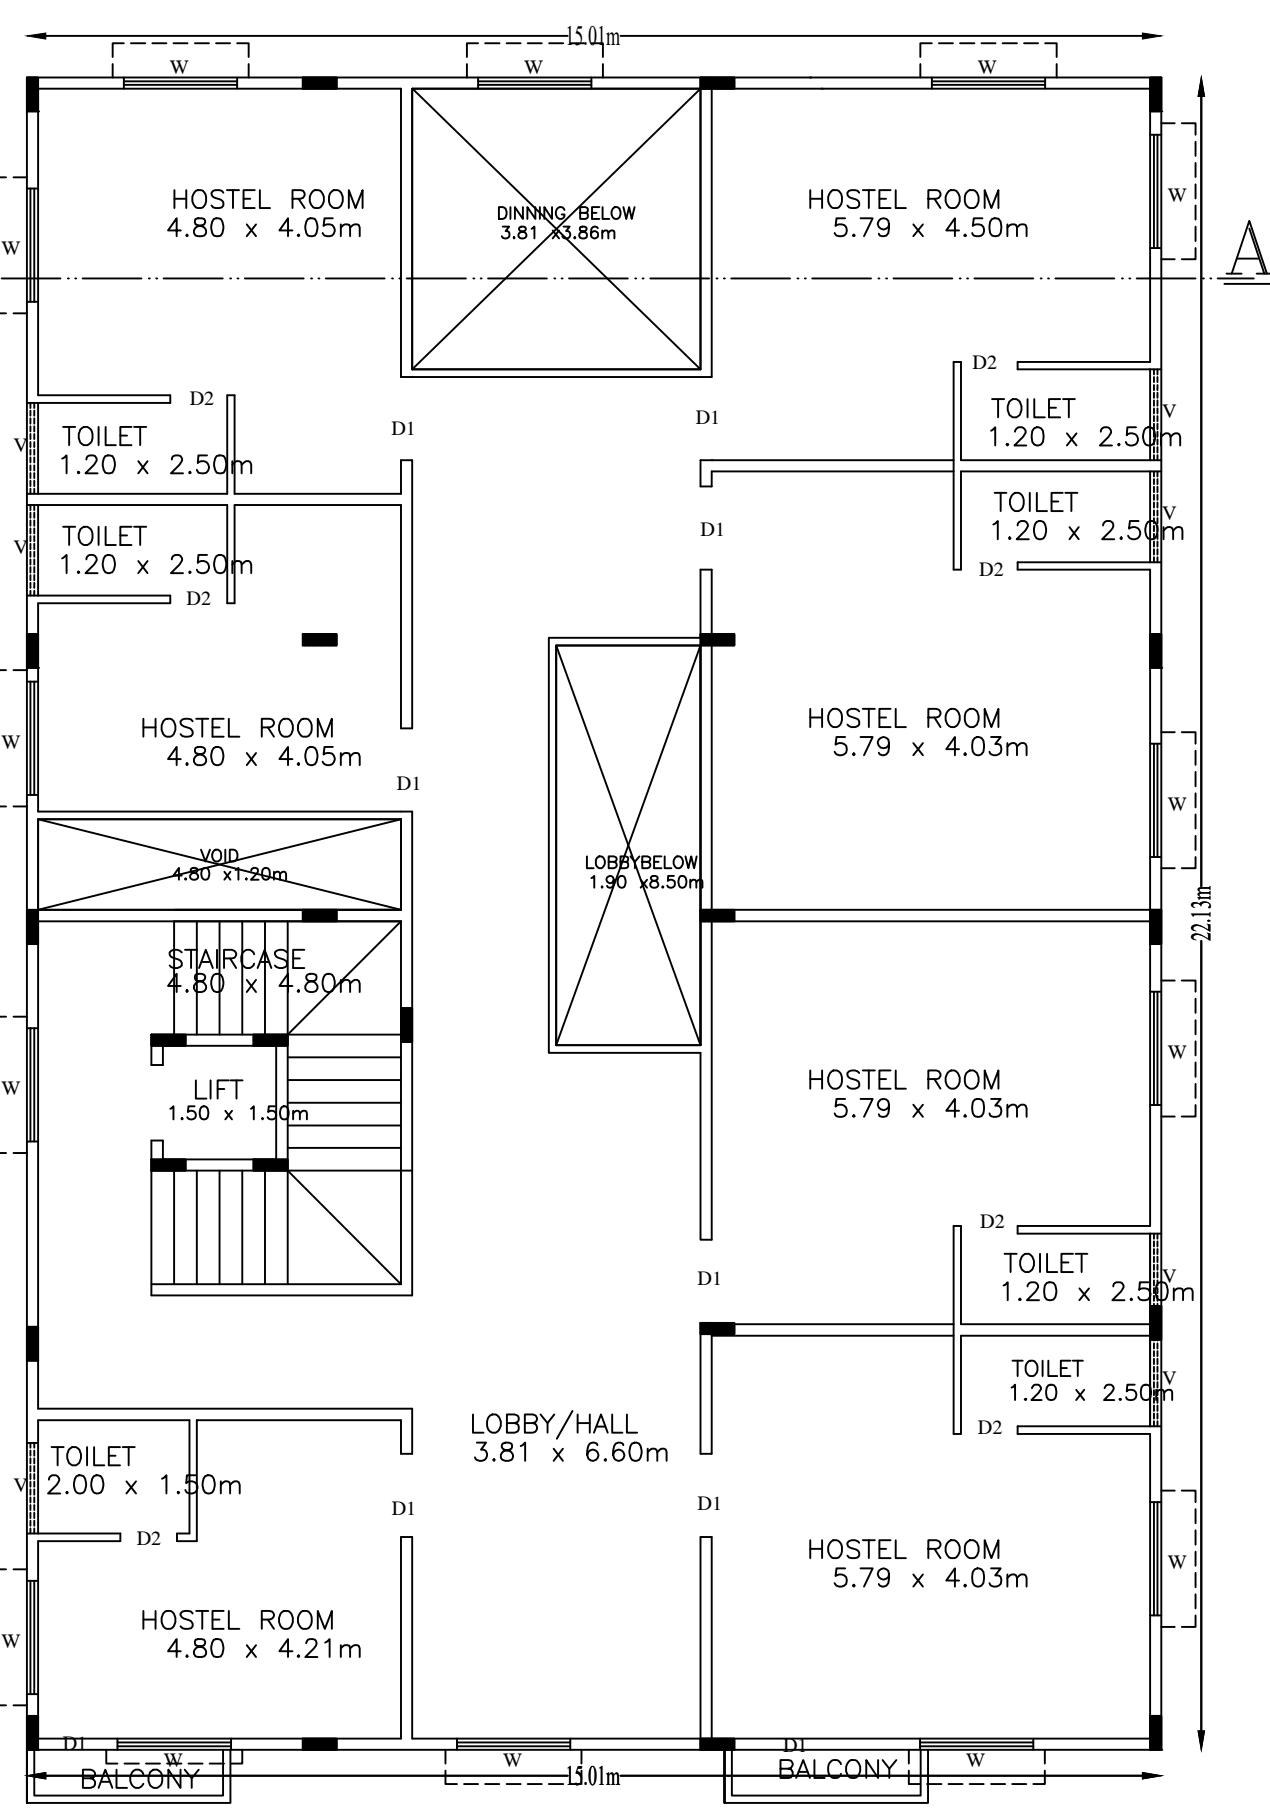 15.01m
W
W
W
HOSTEL ROOM
4.80 x 4.05m
DINNING BELOW
3.81 x3.86m
HOSTEL ROOM
5.79 x 4.50m
W
W
A
D2
D2
TOILET
1.20 x 2.50m
V
D1
D1
TOILET
1.20 x 2.50m
V
TOILET
1.20 x 2.50m
V
D1
TOILET
1.20 x 2.50m
V
D2
D2
HOSTEL ROOM
4.80 x 4.05m
W
HOSTEL ROOM
5.79 x 4.03m
W
D1
VOID
4.80 x1.20m
LOBBYBELOW
1.90 x8.50m
22.13m
STAIRCASE
4.80 x 4.80m
LIFT
1.50 x 1.50m
W
HOSTEL ROOM
5.79 x 4.03m
W
D2
D1
TOILET
1.20 x 2.50m
V
TOILET
1.20 x 2.50m
V
D2
LOBBY/HALL
3.81 x 6.60m
TOILET
2.00 x 1.50m
V
D2
D1
D1
HOSTEL ROOM
5.79 x 4.03m
W
HOSTEL ROOM
4.80 x 4.21m
W
D1
D1
W
W
W
BALCONY
15.01m
BALCONY